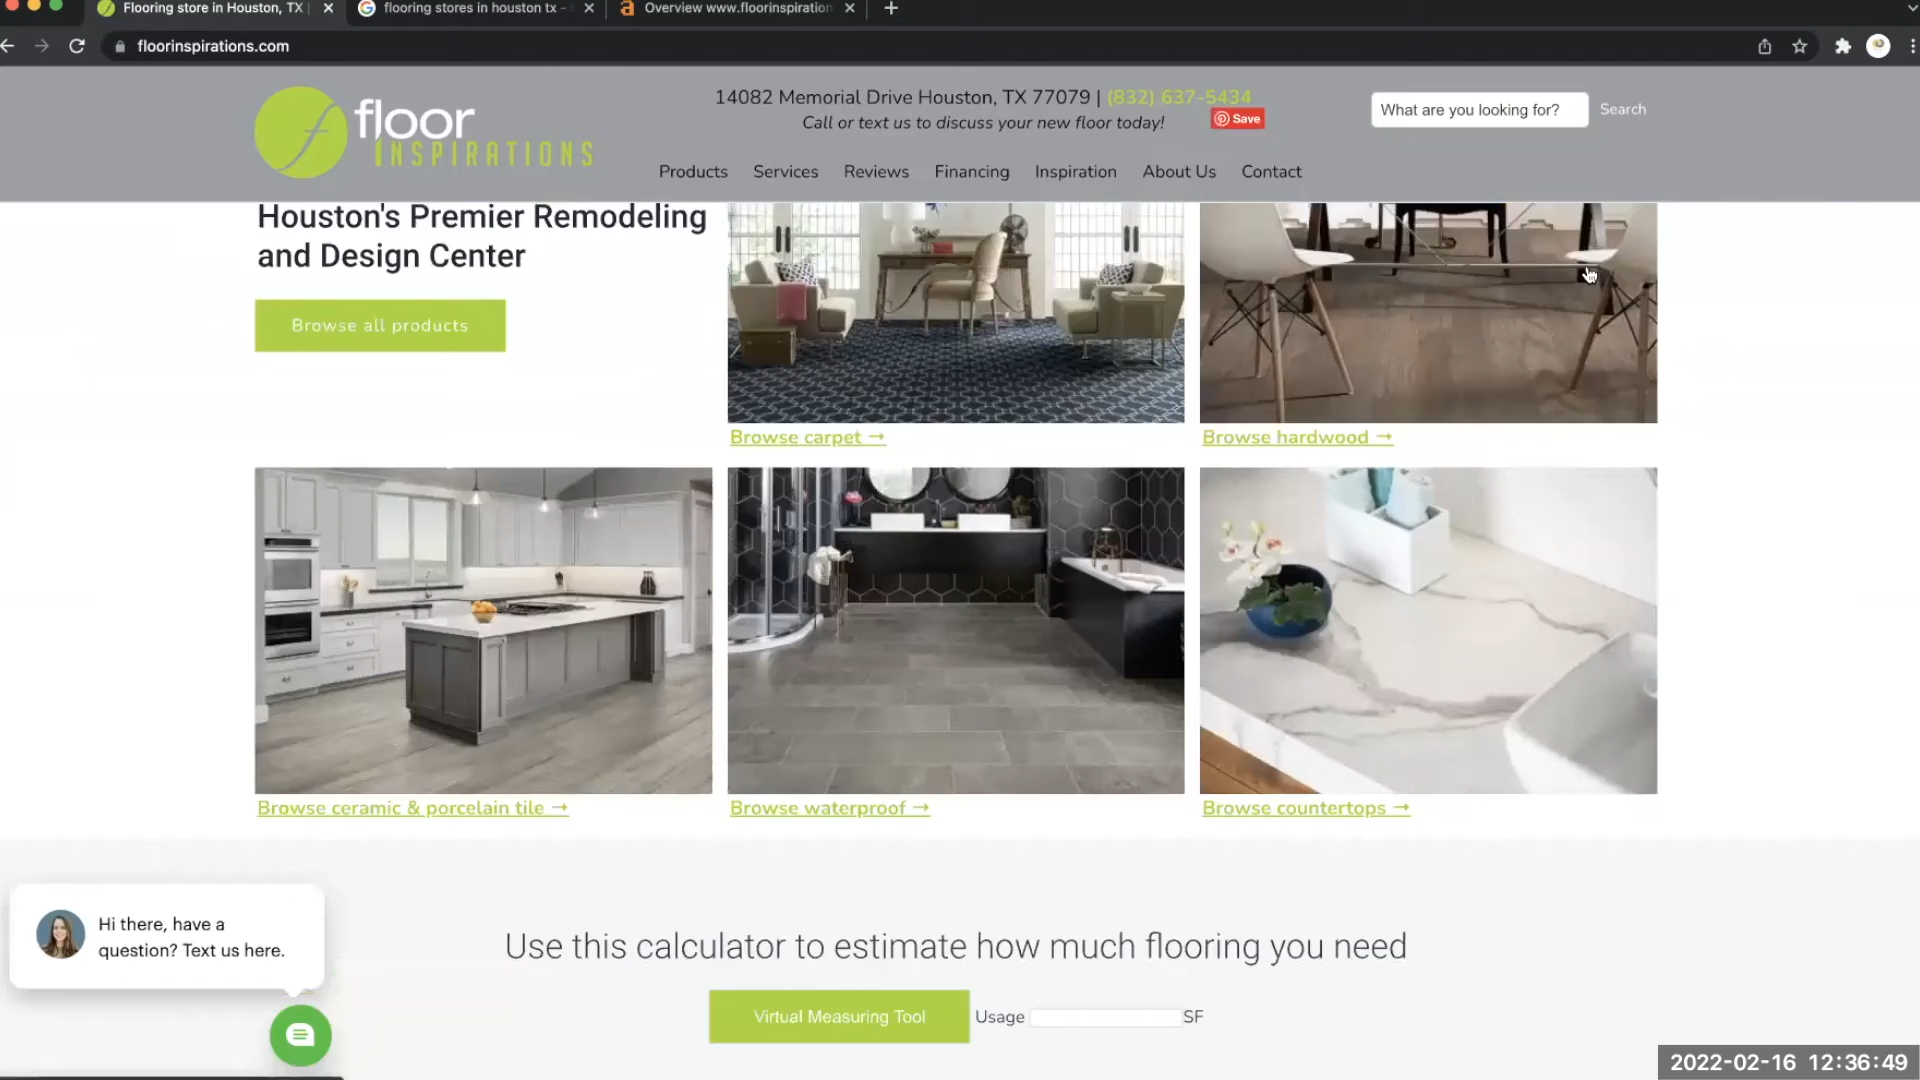 Flooring store in Houston, TX |
flooring stores in houston tx -
Overview www.floorinspiration
floorinspirations.com
floor
INSPIRATIONS
14082 Memorial Drive Houston, TX 77079 | (832) 637-5434
Call or text us to discuss your new floor today!
Save
What are you looking for?
Search
Products
Services
Reviews
Financing
Inspiration
About Us
Contact
Houston's Premier Remodeling
and Design Center
Browse all products
Browse carpet →
Browse hardwood →
Browse ceramic & porcelain tile →
Browse waterproof →
Browse countertops →
Hi there, have a
question? Text us here.
Use this calculator to estimate how much flooring you need
Virtual Measuring Tool
Usage
SF
2022-02-16 12:36:49